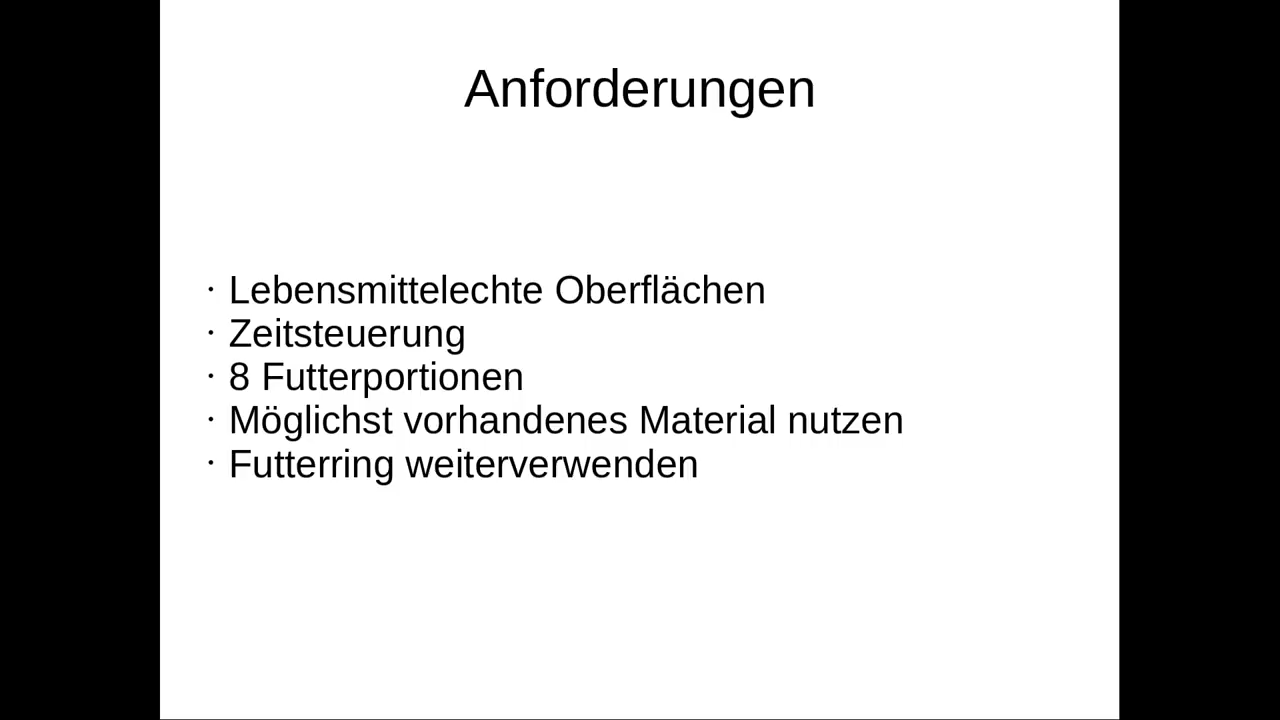 Anforderungen
· Lebensmittelechte Oberflächen
· Zeitsteuerung
· 8 Futterportionen
· Möglichst vorhandenes Material nutzen
· Futterring weiterverwenden